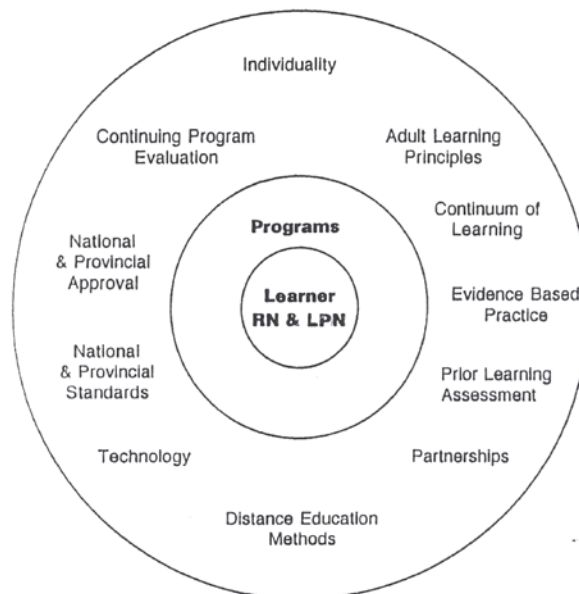 Individuality
Continuing Program
Evaluation
Adult Learning
Principles
Continuum of
Learning
Programs
National
& Provincial
Approval
Learner
RN & LPN
Evidence Based
Practice
National
& Provincial
Standards
Prior Learning
Assessment
Technology
Partnerships
Distance Education
Methods